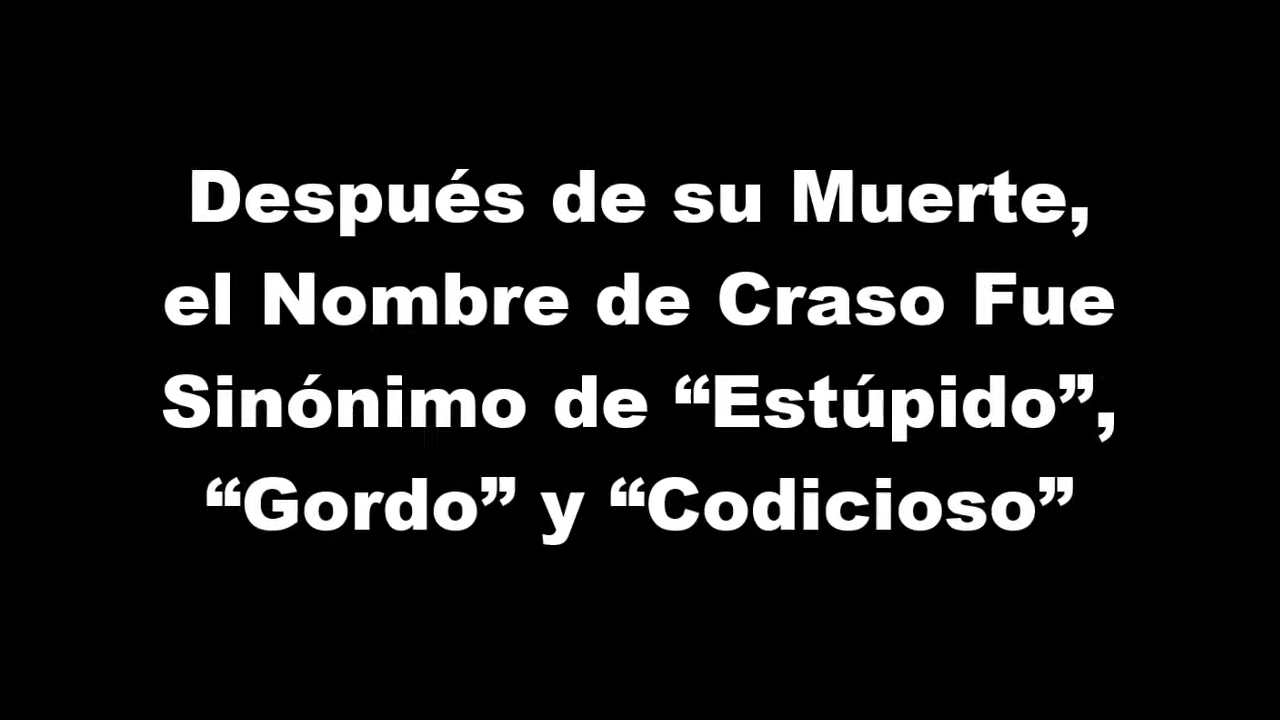 Después de su Muerte,
el Nombre de Craso Fue
Sinónimo de “Estúpido”,
“Gordo” y “Codicioso”